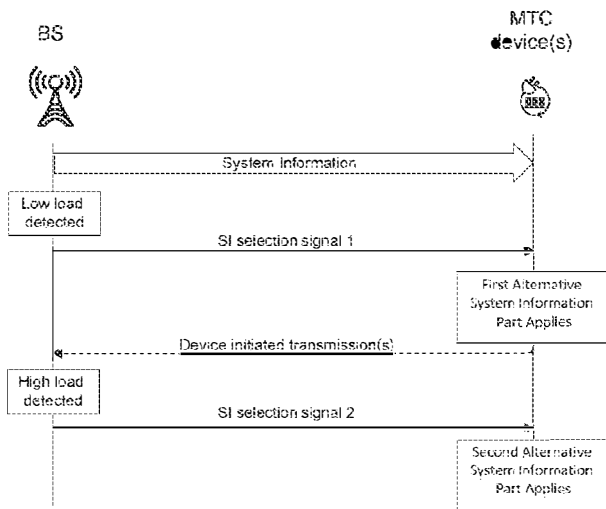 BS
MTC
device(s)
System Information
Low load
detected
SI selection signal 1
First Alternative
System Information
Part Applies
Device initiated transmission(s)
High load
detected
SI selection signal 2
Second Alternative
System Information
Part Applies